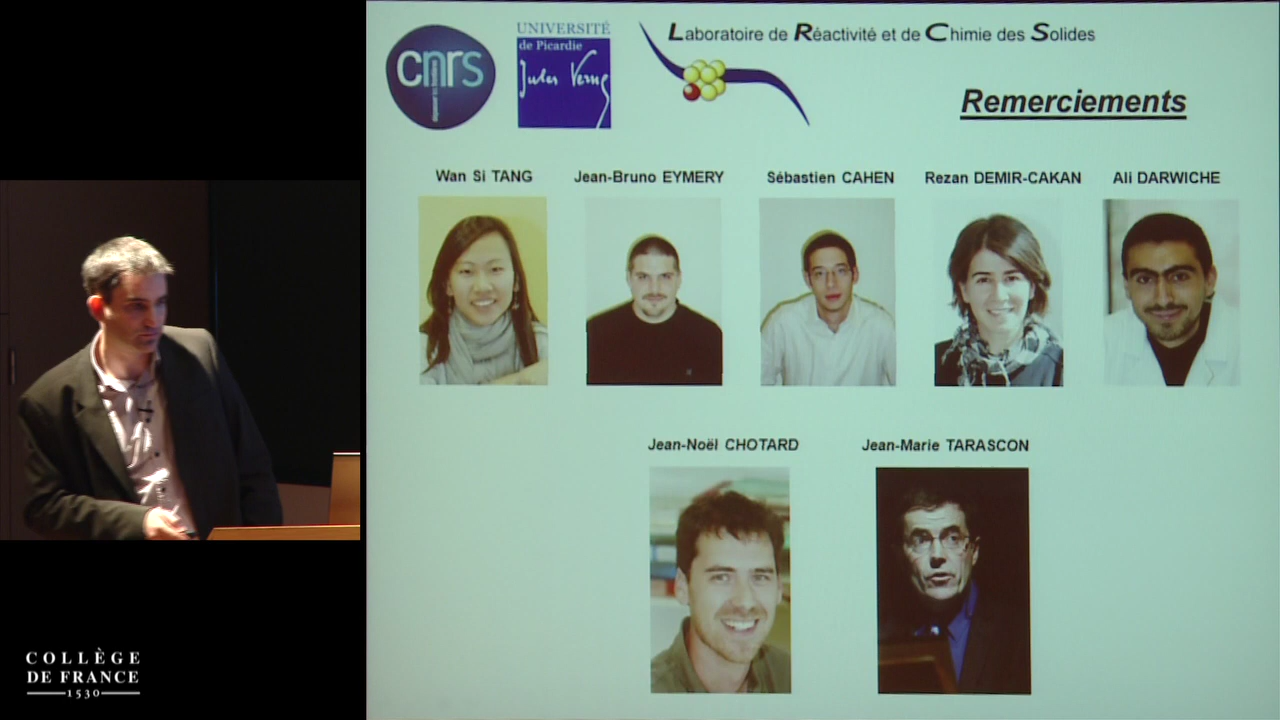 cnrs
UNIVERSITÉ
de Picardie
Jules Verne
Laboratoire de Réactivité et de Chimie des Solides
Remerciements
Wan Si TANG
Jean-Bruno EYMERY
Sébastien CAHEN
Rezan DEMIR-CAKAN
Ali DARWICHE
Jean-Noël CHOTARD
Jean-Marie TARASCON
COLLÈGE
DE FRANCE
1530